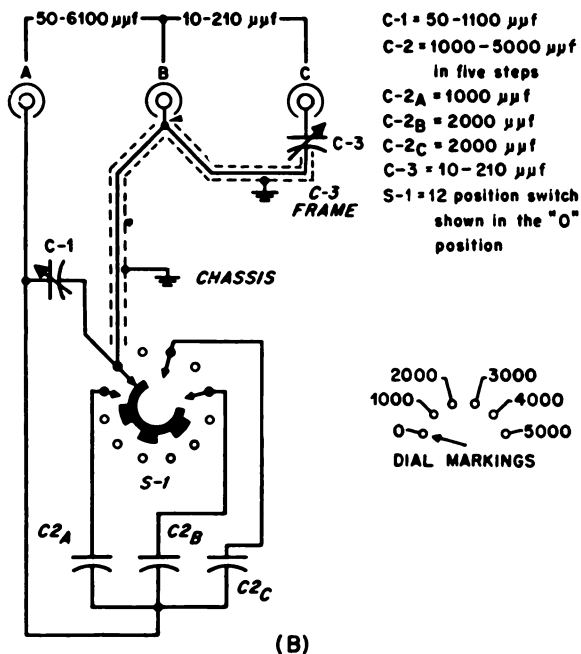 50-6100 μμf
10-210 μμf
A
B
C
C-3
C-3
FRAME
C-1
CHASSIS
S-1
C2A
C2B
C2C
C-1 = 50-1100 μμf
C-2 = 1000-5000 μμf
in five steps
C-2A = 1000 μμf
C-2B = 2000 μμf
C-2C = 2000 μμf
C-3 = 10-210 μμf
S-1 = 12 position switch
shown in the "O"
position
2000
3000
1000
4000
0
5000
DIAL MARKINGS
(B)